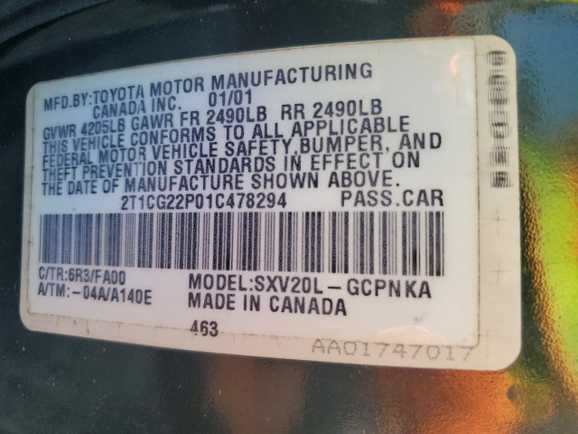 MFD.BY:TOYOTA MOTOR MANUFACTURING
CANADA INC. 01/01
GVWR 4205LB GAWR FR 2490LB RR 2490LB
THIS VEHICLE CONFORMS TO ALL APPLICABLE
FEDERAL MOTOR VEHICLE SAFETY,BUMPER, AND
THEFT PREVENTION STANDARDS IN EFFECT ON
THE DATE OF MANUFACTURE SHOWN ABOVE.
2T1CG22P01C478294 PASS.CAR
C/TR:6R3/FA00 MODEL:SXV20L-GCPNKA
A/TM:-04A/A140E MADE IN CANADA
463
AA01747017